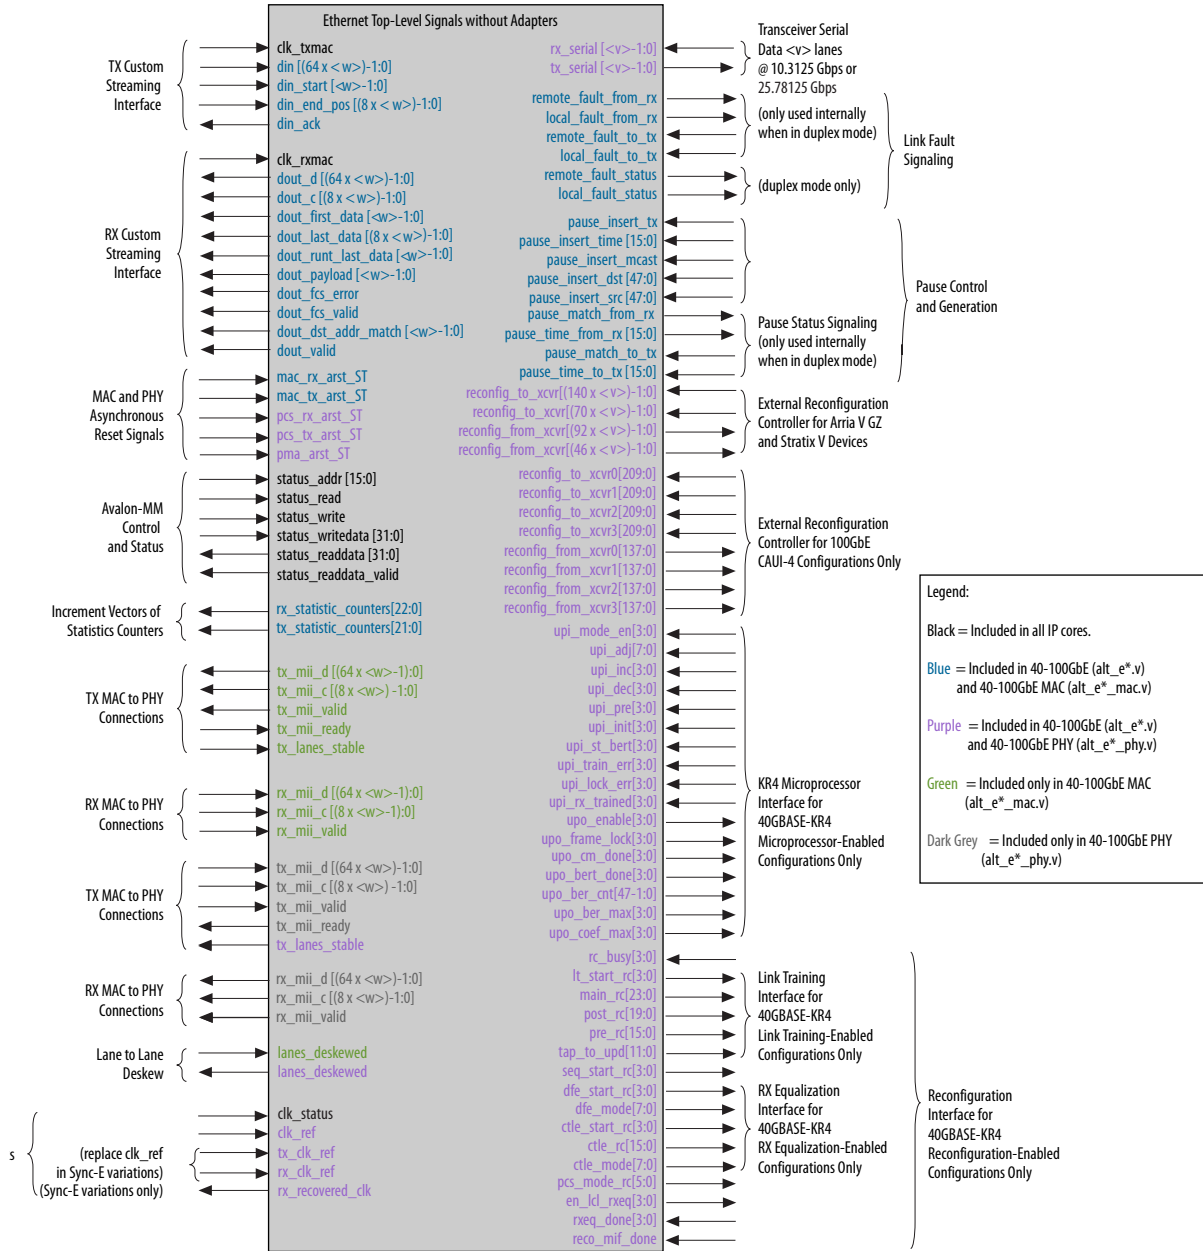 Ethernet Top-Level Signals without Adapters
TX Custom
Streaming
Interface
clk_txmac
din [(64 x < w>)-1:0]
din_start [<w>-1:0]
din_end_pos [(8 x < w>)-1:0]
din_ack
RX Custom
Streaming
Interface
clk_rxmac
dout_d [(64 x <w>)-1:0]
dout_c [(8 x <w>)-1:0]
dout_first_data [<w>-1:0]
dout_last_data [(8 x <w>)-1:0]
dout_runt_last_data [<w>-1:0]
dout_payload [<w>-1:0]
dout_fcs_error
dout_fcs_valid
dout_dst_addr_match [<w>-1:0]
dout_valid
MAC and PHY
Asynchronous
Reset Signals
mac_rx_arst_ST
mac_tx_arst_ST
pcs_rx_arst_ST
pcs_tx_arst_ST
pma_arst_ST
Avalon-MM
Control
and Status
status_addr [15:0]
status_read
status_write
status_writedata [31:0]
status_readdata [31:0]
status_readdata_valid
Increment Vectors of
Statistics Counters
rx_statistic_counters[22:0]
tx_statistic_counters[21:0]
TX MAC to PHY
Connections
tx_mii_d [(64 x <w>-1):0]
tx_mii_c [(8 x <w>) -1:0]
tx_mii_valid
tx_mii_ready
tx_lanes_stable
RX MAC to PHY
Connections
rx_mii_d [(64 x <w>-1):0]
rx_mii_c [(8 x <w>-1):0]
rx_mii_valid
TX MAC to PHY
Connections
tx_mii_d [(64 x <w>)-1:0]
tx_mii_c [(8 x <w>) -1:0]
tx_mii_valid
tx_mii_ready
tx_lanes_stable
RX MAC to PHY
Connections
rx_mii_d [(64 x <w>)-1:0]
rx_mii_c [(8 x <w>)-1:0]
rx_mii_valid
Lane to Lane
Deskew
lanes_deskewed
lanes_deskewed
s
(replace clk_ref
in Sync-E variations)
(Sync-E variations only)
clk_status
clk_ref
tx_clk_ref
rx_clk_ref
rx_recovered_clk
rx_serial [<v>-1:0]
tx_serial [<v>-1:0]
Transceiver Serial
Data <v> lanes
@ 10.3125 Gbps or
25.78125 Gbps
remote_fault_from_rx
local_fault_from_rx
remote_fault_to_tx
local_fault_to_tx
remote_fault_status
local_fault_status
(only used internally
when in duplex mode)
(duplex mode only)
Link Fault
Signaling
pause_insert_tx
pause_insert_time [15:0]
pause_insert_mcast
pause_insert_dst [47:0]
pause_insert_src [47:0]
pause_match_from_rx
pause_time_from_rx [15:0]
pause_match_to_tx
pause_time_to_tx [15:0]
Pause Status Signaling
(only used internally
when in duplex mode)
Pause Control
and Generation
reconfig_to_xcvr[(140 x <v>)-1:0]
reconfig_to_xcvr[(70 x <v>)-1:0]
reconfig_from_xcvr[(92 x <v>)-1:0]
reconfig_from_xcvr[(46 x <v>)-1:0]
External Reconfiguration
Controller for Arria V GZ
and Stratix V Devices
reconfig_to_xcvr0[209:0]
reconfig_to_xcvr1[209:0]
reconfig_to_xcvr2[209:0]
reconfig_to_xcvr3[209:0]
reconfig_from_xcvr0[137:0]
reconfig_from_xcvr1[137:0]
reconfig_from_xcvr2[137:0]
reconfig_from_xcvr3[137:0]
External Reconfiguration
Controller for 100GbE
CAUI-4 Configurations Only
upi_mode_en[3:0]
upi_adj[7:0]
upi_inc[3:0]
upi_dec[3:0]
upi_pre[3:0]
upi_init[3:0]
upi_st_bert[3:0]
upi_train_err[3:0]
upi_lock_err[3:0]
upi_rx_trained[3:0]
upo_enable[3:0]
upo_frame_lock[3:0]
upo_cm_done[3:0]
upo_bert_done[3:0]
upo_ber_cnt[47-1:0]
upo_ber_max[3:0]
upo_coef_max[3:0]
KR4 Microprocessor
Interface for
40GBASE-KR4
Microprocessor-Enabled
Configurations Only
rc_busy[3:0]
lt_start_rc[3:0]
main_rc[23:0]
post_rc[19:0]
pre_rc[15:0]
tap_to_upd[11:0]
seq_start_rc[3:0]
dfe_start_rc[3:0]
dfe_mode[7:0]
ctle_start_rc[3:0]
ctle_rc[15:0]
ctle_mode[7:0]
pcs_mode_rc[5:0]
en_lcl_rxeq[3:0]
rxeq_done[3:0]
reco_mif_done
Link Training
Interface for
40GBASE-KR4
Link Training-Enabled
Configurations Only
RX Equalization
Interface for
40GBASE-KR4
RX Equalization-Enabled
Configurations Only
Reconfiguration
Interface for
40GBASE-KR4
Reconfiguration-Enabled
Configurations Only
Legend:
Black = Included in all IP cores.
Blue = Included in 40-100GbE (alt_e*.v)
and 40-100GbE MAC (alt_e*_mac.v)
Purple = Included in 40-100GbE (alt_e*.v)
and 40-100GbE PHY (alt_e*_phy.v)
Green = Included only in 40-100GbE MAC
(alt_e*_mac.v)
Dark Grey = Included only in 40-100GbE PHY
(alt_e*_phy.v)